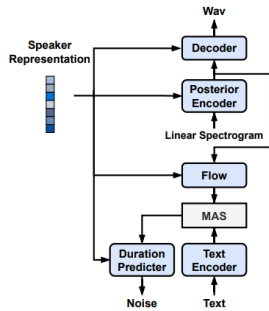 Wav
Speaker
Representation
Decoder
Posterior
Encoder
Linear Spectrogram
Flow
MAS
Duration
Predicter
Text
Encoder
Noise
Text